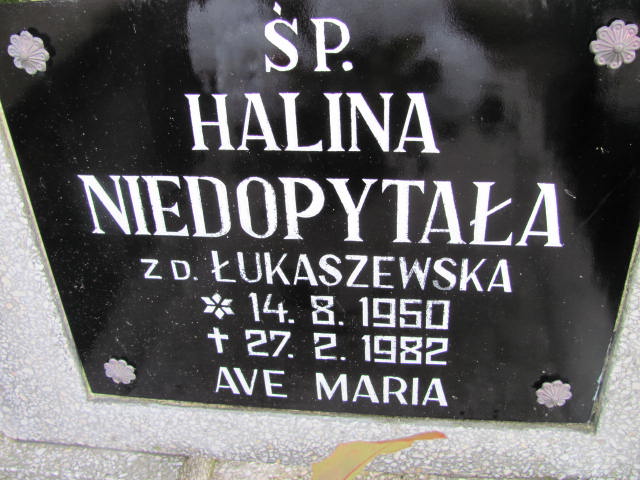 ŚP.
HALINA
NIEDOPYTAŁA
Z D. ŁUKASZEWSKA
* 14. 8. 1950
† 27. 2. 1982
AVE MARIA